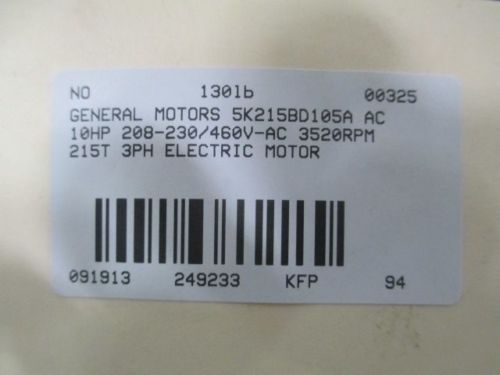 NO 130lb 00325
GENERAL MOTORS 5K215BD105A AC
10HP 208-230/460V-AC 3520RPM
215T 3PH ELECTRIC MOTOR
091913 249233 KFP 94